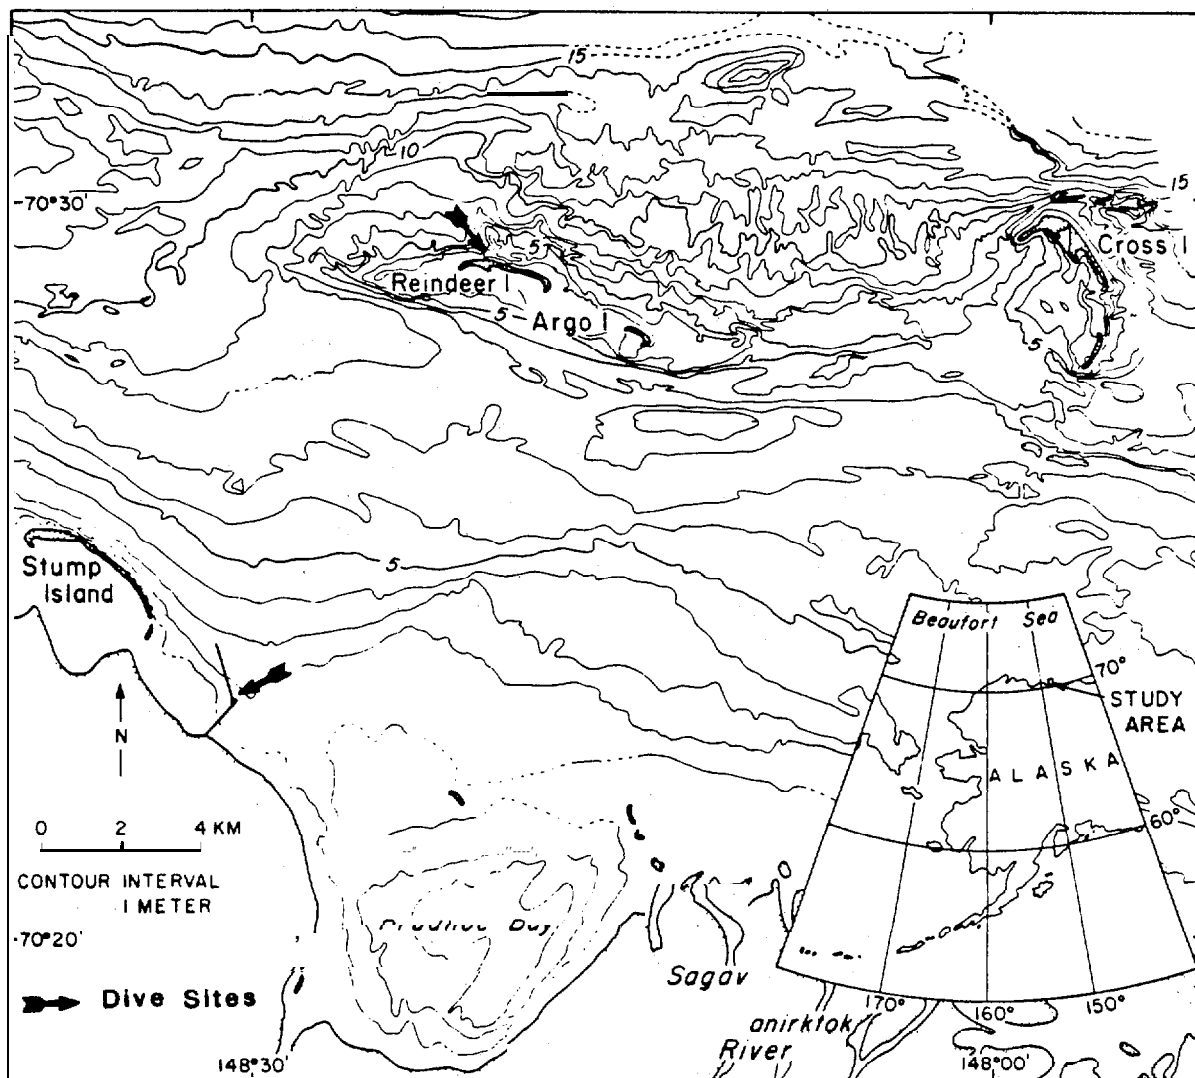 15
10
15
70°30'
5
Cross I
Reindeer I
5
Argo I
5
5
Stump
Island
Beaufort Sea
70°
STUDY
AREA
N
ALASKA
60°
0 2 4 KM
CONTOUR INTERVAL
1 METER
Prudhoe Bay
70°20'
Sagav
Dive Sites
170°
160°
150°
anirktok
River
148°30'
148°00'